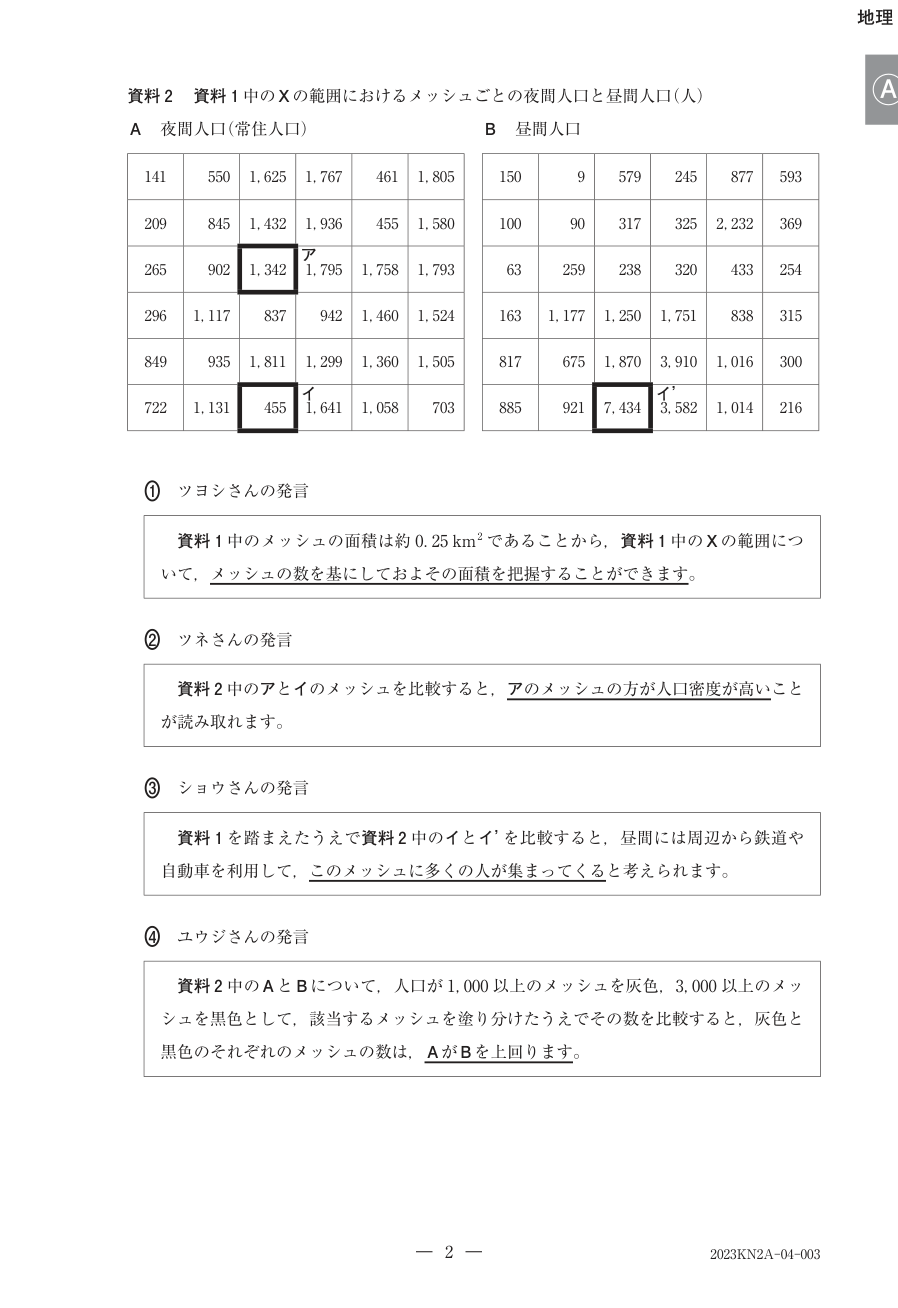 地理
Ⓐ
資料2 資料1中のXの範囲におけるメッシュごとの夜間人口と昼間人口(人)
A 夜間人口(常住人口)
141 550 1,625 1,767 461 1,805
209 845 1,432 1,936 455 1,580
265 902 1,342 ア 1,795 1,758 1,793
296 1,117 837 942 1,460 1,524
849 935 1,811 1,299 1,360 1,505
722 1,131 455 イ 1,641 1,058 703
B 昼間人口
150 9 579 245 877 593
100 90 317 325 2,232 369
63 259 238 320 433 254
163 1,177 1,250 1,751 838 315
817 675 1,870 3,910 1,016 300
885 921 7,434 イ’ 3,582 1,014 216
① ツヨシさんの発言
資料1中のメッシュの面積は約0.25 km²であることから,資料1中のXの範囲につ
いて,メッシュの数を基にしておよその面積を把握することができます。
② ツネさんの発言
資料2中のアとイのメッシュを比較すると,アのメッシュの方が人口密度が高いこと
が読み取れます。
③ ショウさんの発言
資料1を踏まえたうえで資料2中のイとイ’を比較すると,昼間には周辺から鉄道や
自動車を利用して,このメッシュに多くの人が集まってくると考えられます。
④ ユウジさんの発言
資料2中のAとBについて,人口が1,000以上のメッシュを灰色,3,000以上のメッ
シュを黒色として,該当するメッシュを塗り分けたうえでその数を比較すると,灰色と
黒色のそれぞれのメッシュの数は,AがBを上回ります。
— 2 —
2023KN2A-04-003